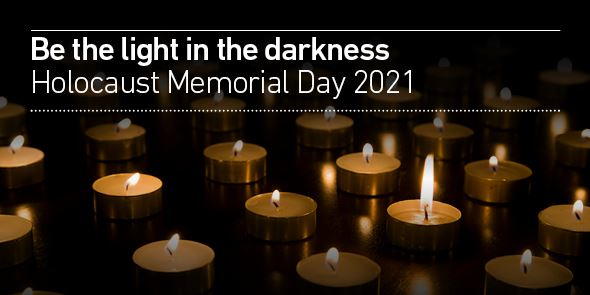 Be the light in the darkness
Holocaust Memorial Day 2021